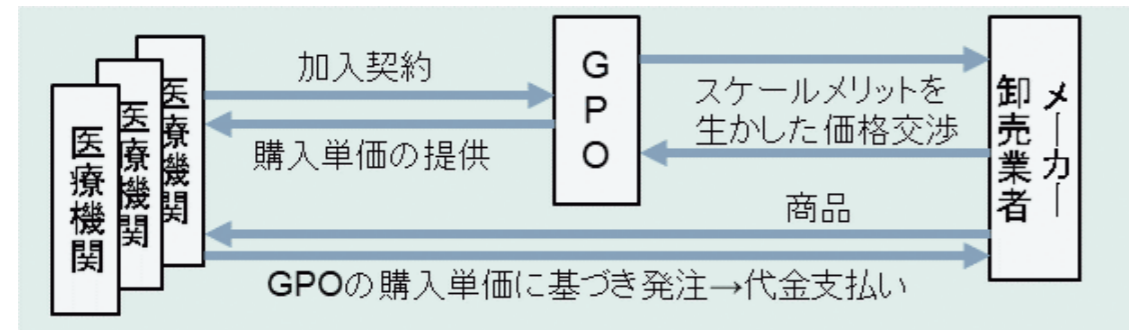 医療機関
医療機関
医療機関
加入契約
購入単価の提供
GPO
スケールメリットを
生かした価格交渉
メーカー
卸売業者
商品
GPOの購入単価に基づき発注→代金支払い